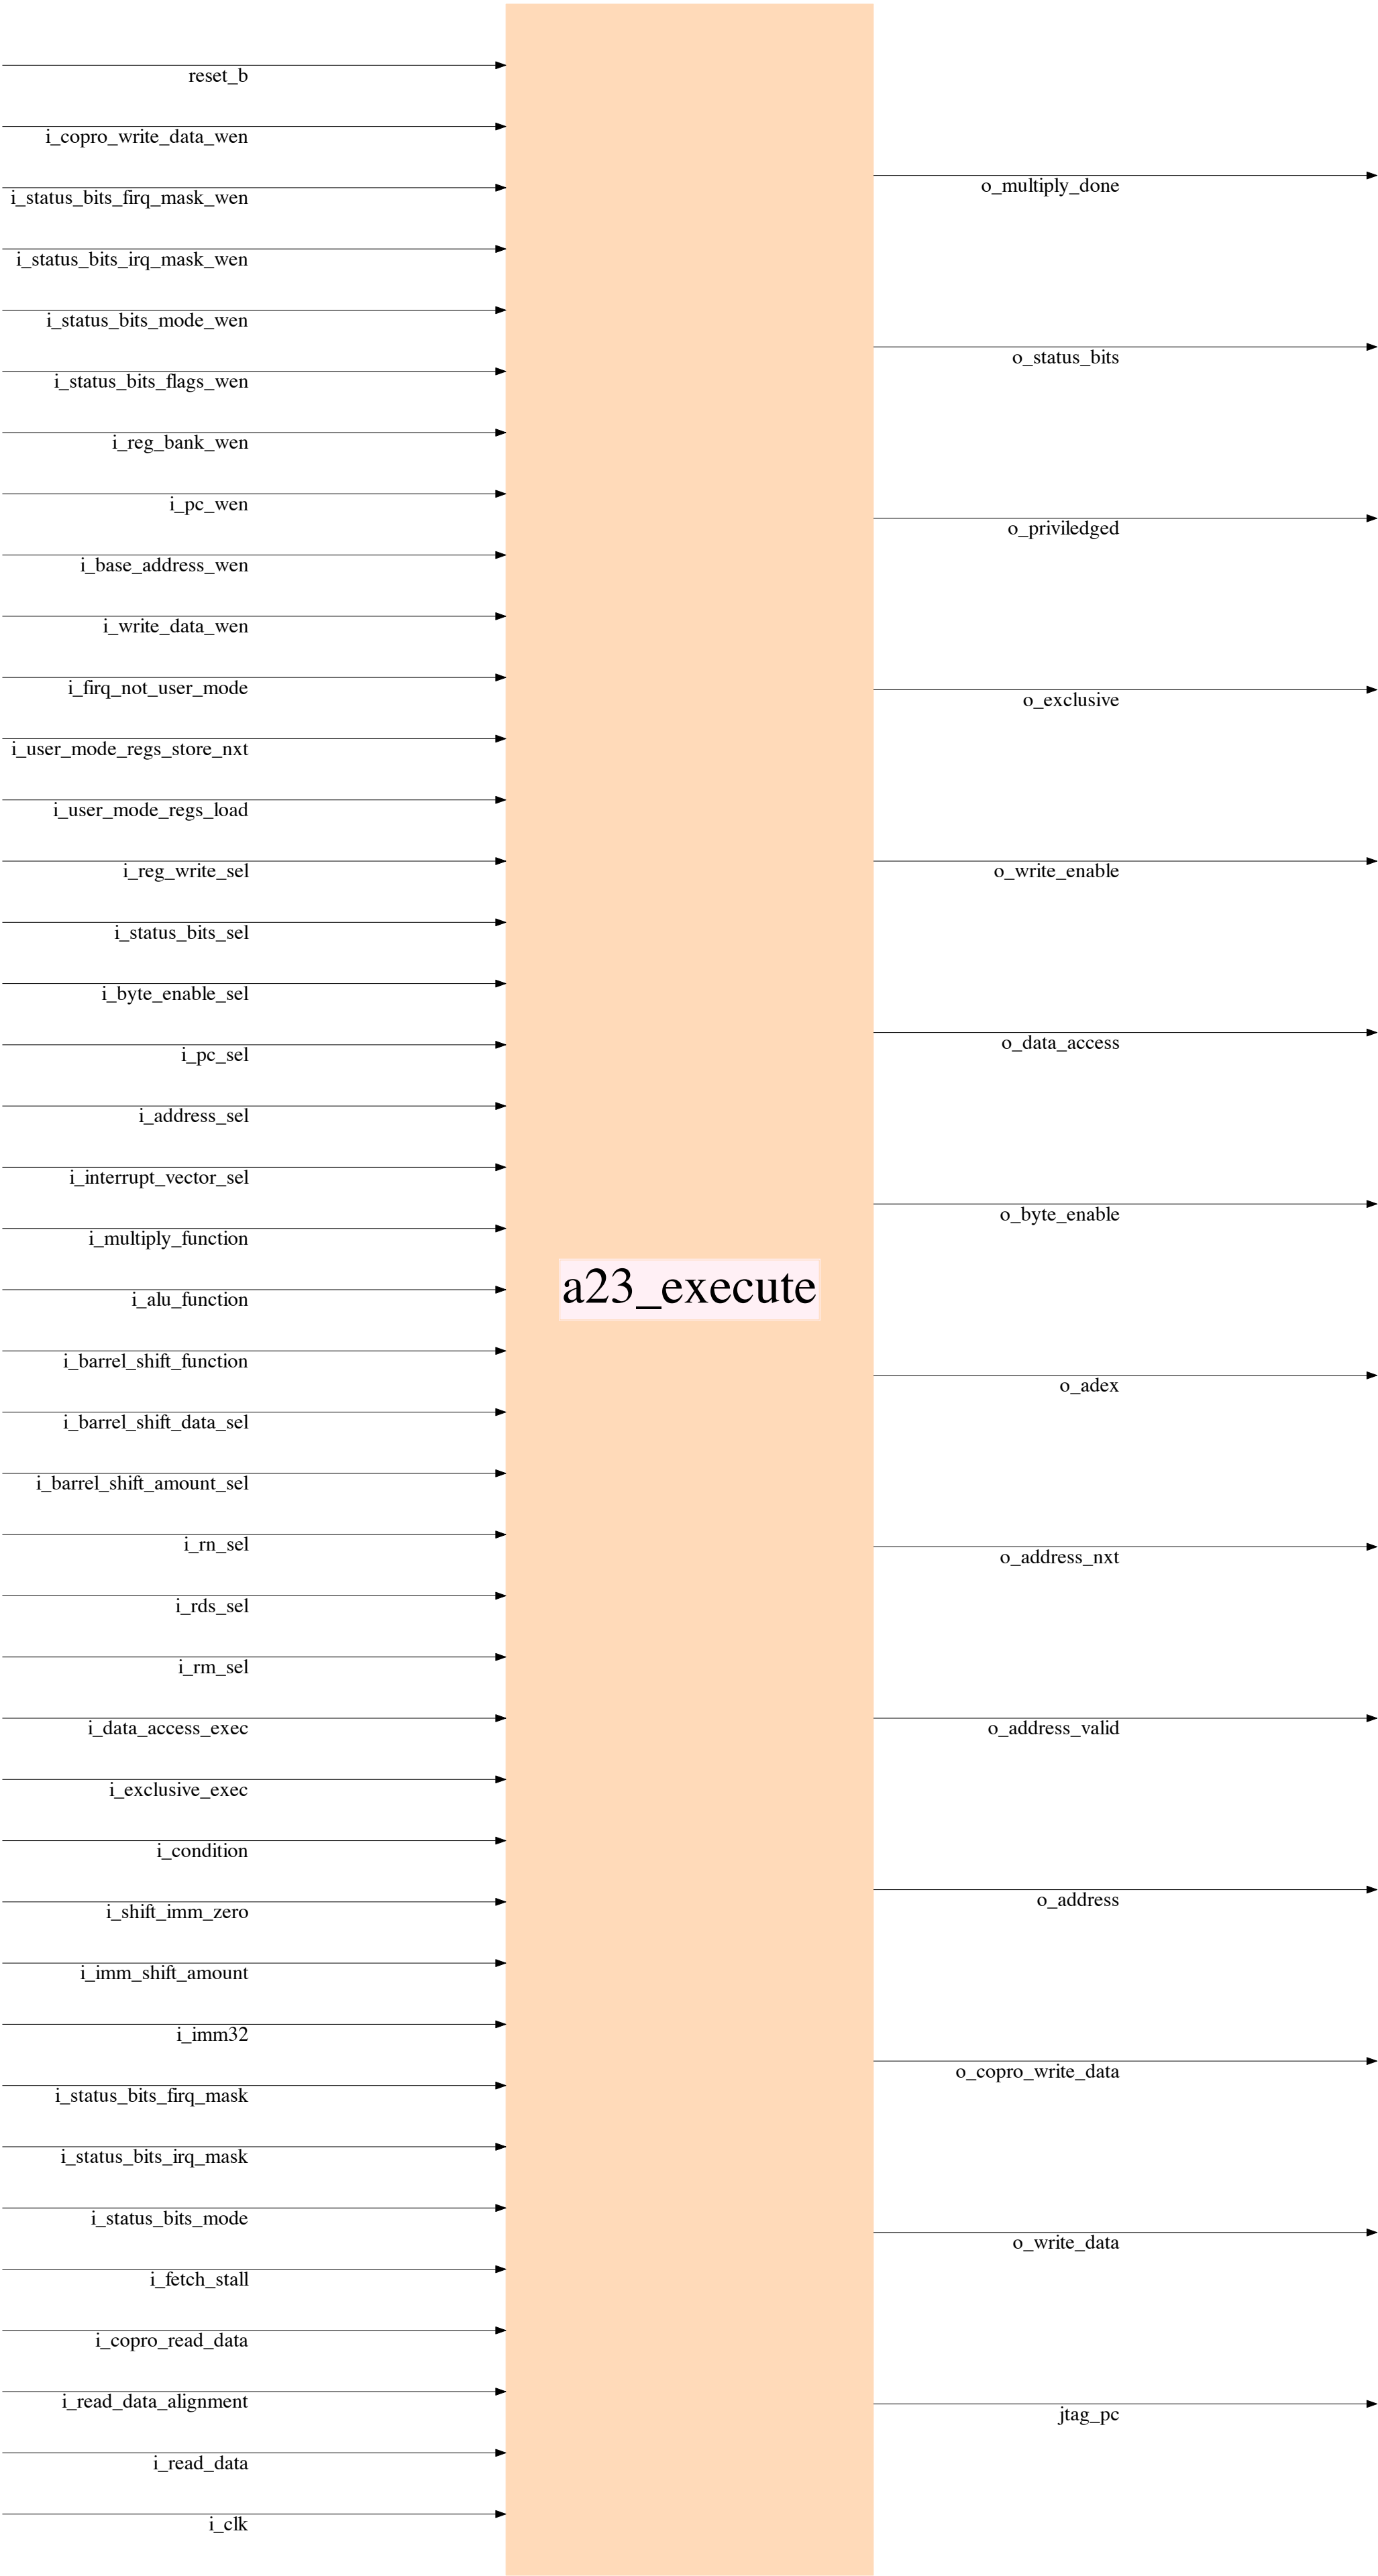 reset_b
i_copro_write_data_wen
i_status_bits_firq_mask_wen
i_status_bits_irq_mask_wen
i_status_bits_mode_wen
i_status_bits_flags_wen
i_reg_bank_wen
i_pc_wen
i_base_address_wen
i_write_data_wen
i_firq_not_user_mode
i_user_mode_regs_store_nxt
i_user_mode_regs_load
i_reg_write_sel
i_status_bits_sel
i_byte_enable_sel
i_pc_sel
i_address_sel
i_interrupt_vector_sel
i_multiply_function
i_alu_function
i_barrel_shift_function
i_barrel_shift_data_sel
i_barrel_shift_amount_sel
i_rn_sel
i_rds_sel
i_rm_sel
i_data_access_exec
i_exclusive_exec
i_condition
i_shift_imm_zero
i_imm_shift_amount
i_imm32
i_status_bits_firq_mask
i_status_bits_irq_mask
i_status_bits_mode
i_fetch_stall
i_copro_read_data
i_read_data_alignment
i_read_data
i_clk
a23_execute
o_multiply_done
o_status_bits
o_priviledged
o_exclusive
o_write_enable
o_data_access
o_byte_enable
o_adex
o_address_nxt
o_address_valid
o_address
o_copro_write_data
o_write_data
jtag_pc